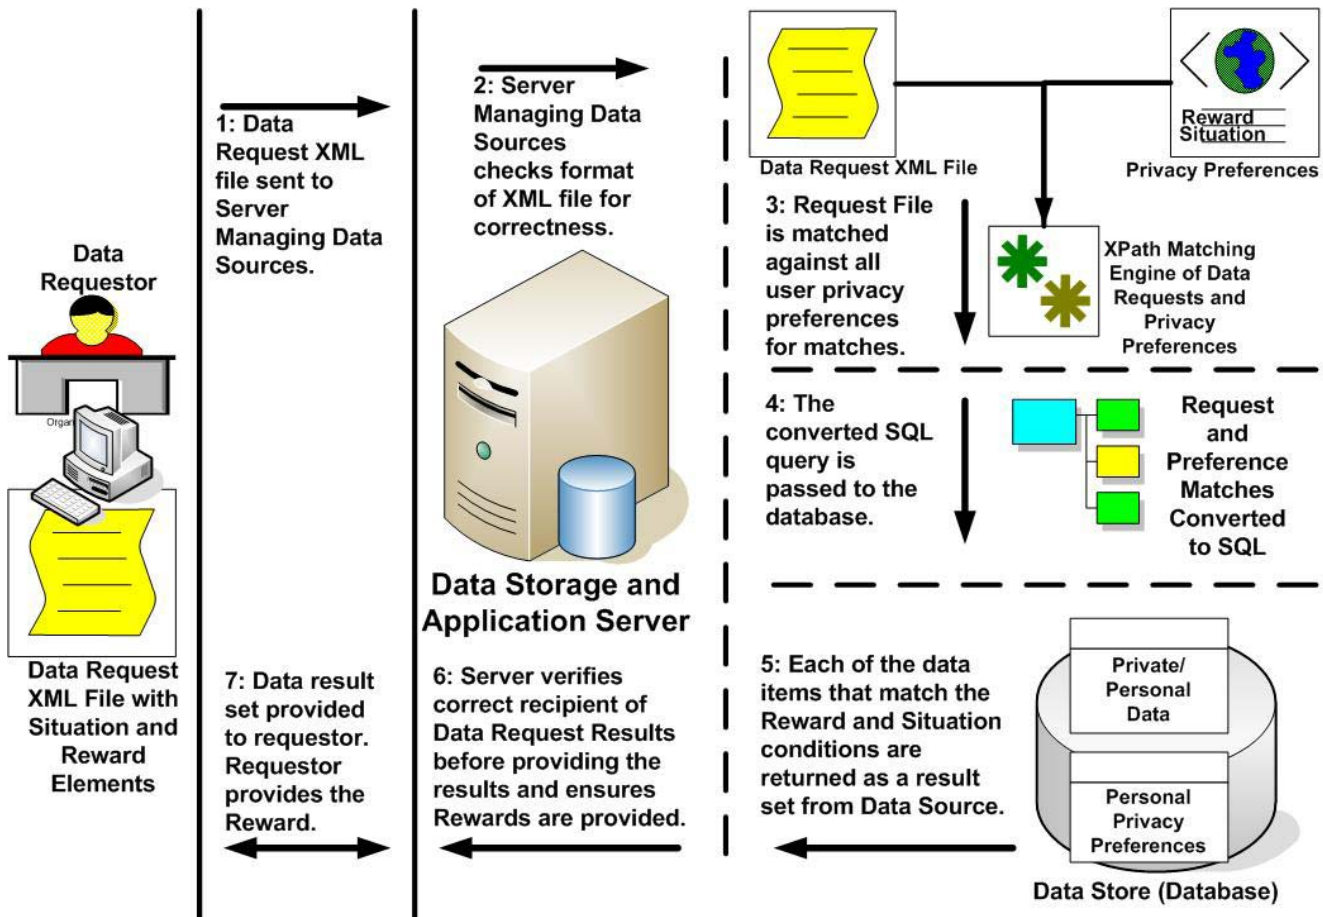 Data
Requestor
Organ
Data Request
XML File with
Situation and
Reward
Elements
1: Data
Request XML
file sent to
Server
Managing Data
Sources.
2: Server
Managing Data
Sources
checks format
of XML file for
correctness.
Data Storage and
Application Server
Data Request XML File
Reward
Situation
Privacy Preferences
3: Request File
is matched
against all
user privacy
preferences
for matches.
XPath Matching
Engine of Data
Requests and
Privacy
Preferences
4: The
converted SQL
query is
passed to the
database.
Request
and
Preference
Matches
Converted
to SQL
5: Each of the data
items that match the
Reward and Situation
conditions are
returned as a result
set from Data Source.
Private/
Personal
Data
Personal
Privacy
Preferences
Data Store (Database)
6: Server verifies
correct recipient of
Data Request Results
before providing the
results and ensures
Rewards are provided.
7: Data result
set provided
to requestor.
Requestor
provides the
Reward.